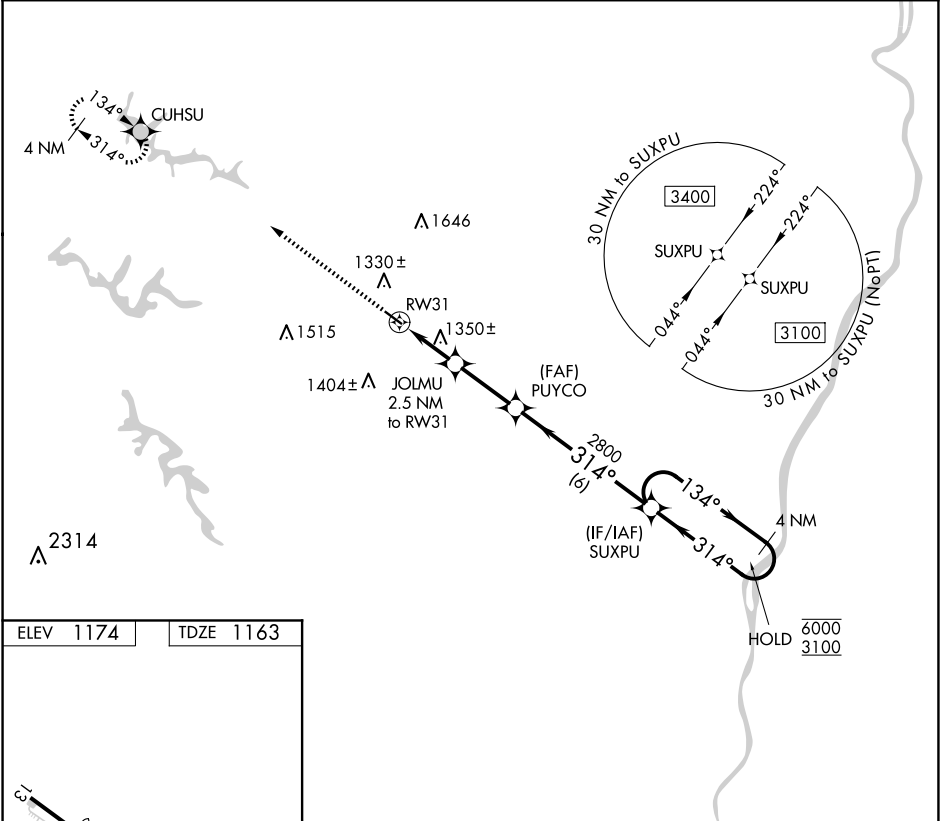 134°
CUHSU
314°
4 NM
30 NM to SUXPU
3400
224°
SUXPU
044°
224°
SUXPU
044°
3100
30 NM to SUXPU (NoPT)
1646
1330 ±
RW31
1515
1350 ±
1404 ±
JOLMU
2.5 NM
to RW31
(FAF)
PUYCO
2800
314°
(6)
134°
4 NM
(IF/IAF)
SUXPU
314°
2314
HOLD
6000
3100
ELEV 1174
TDZE 1163
13